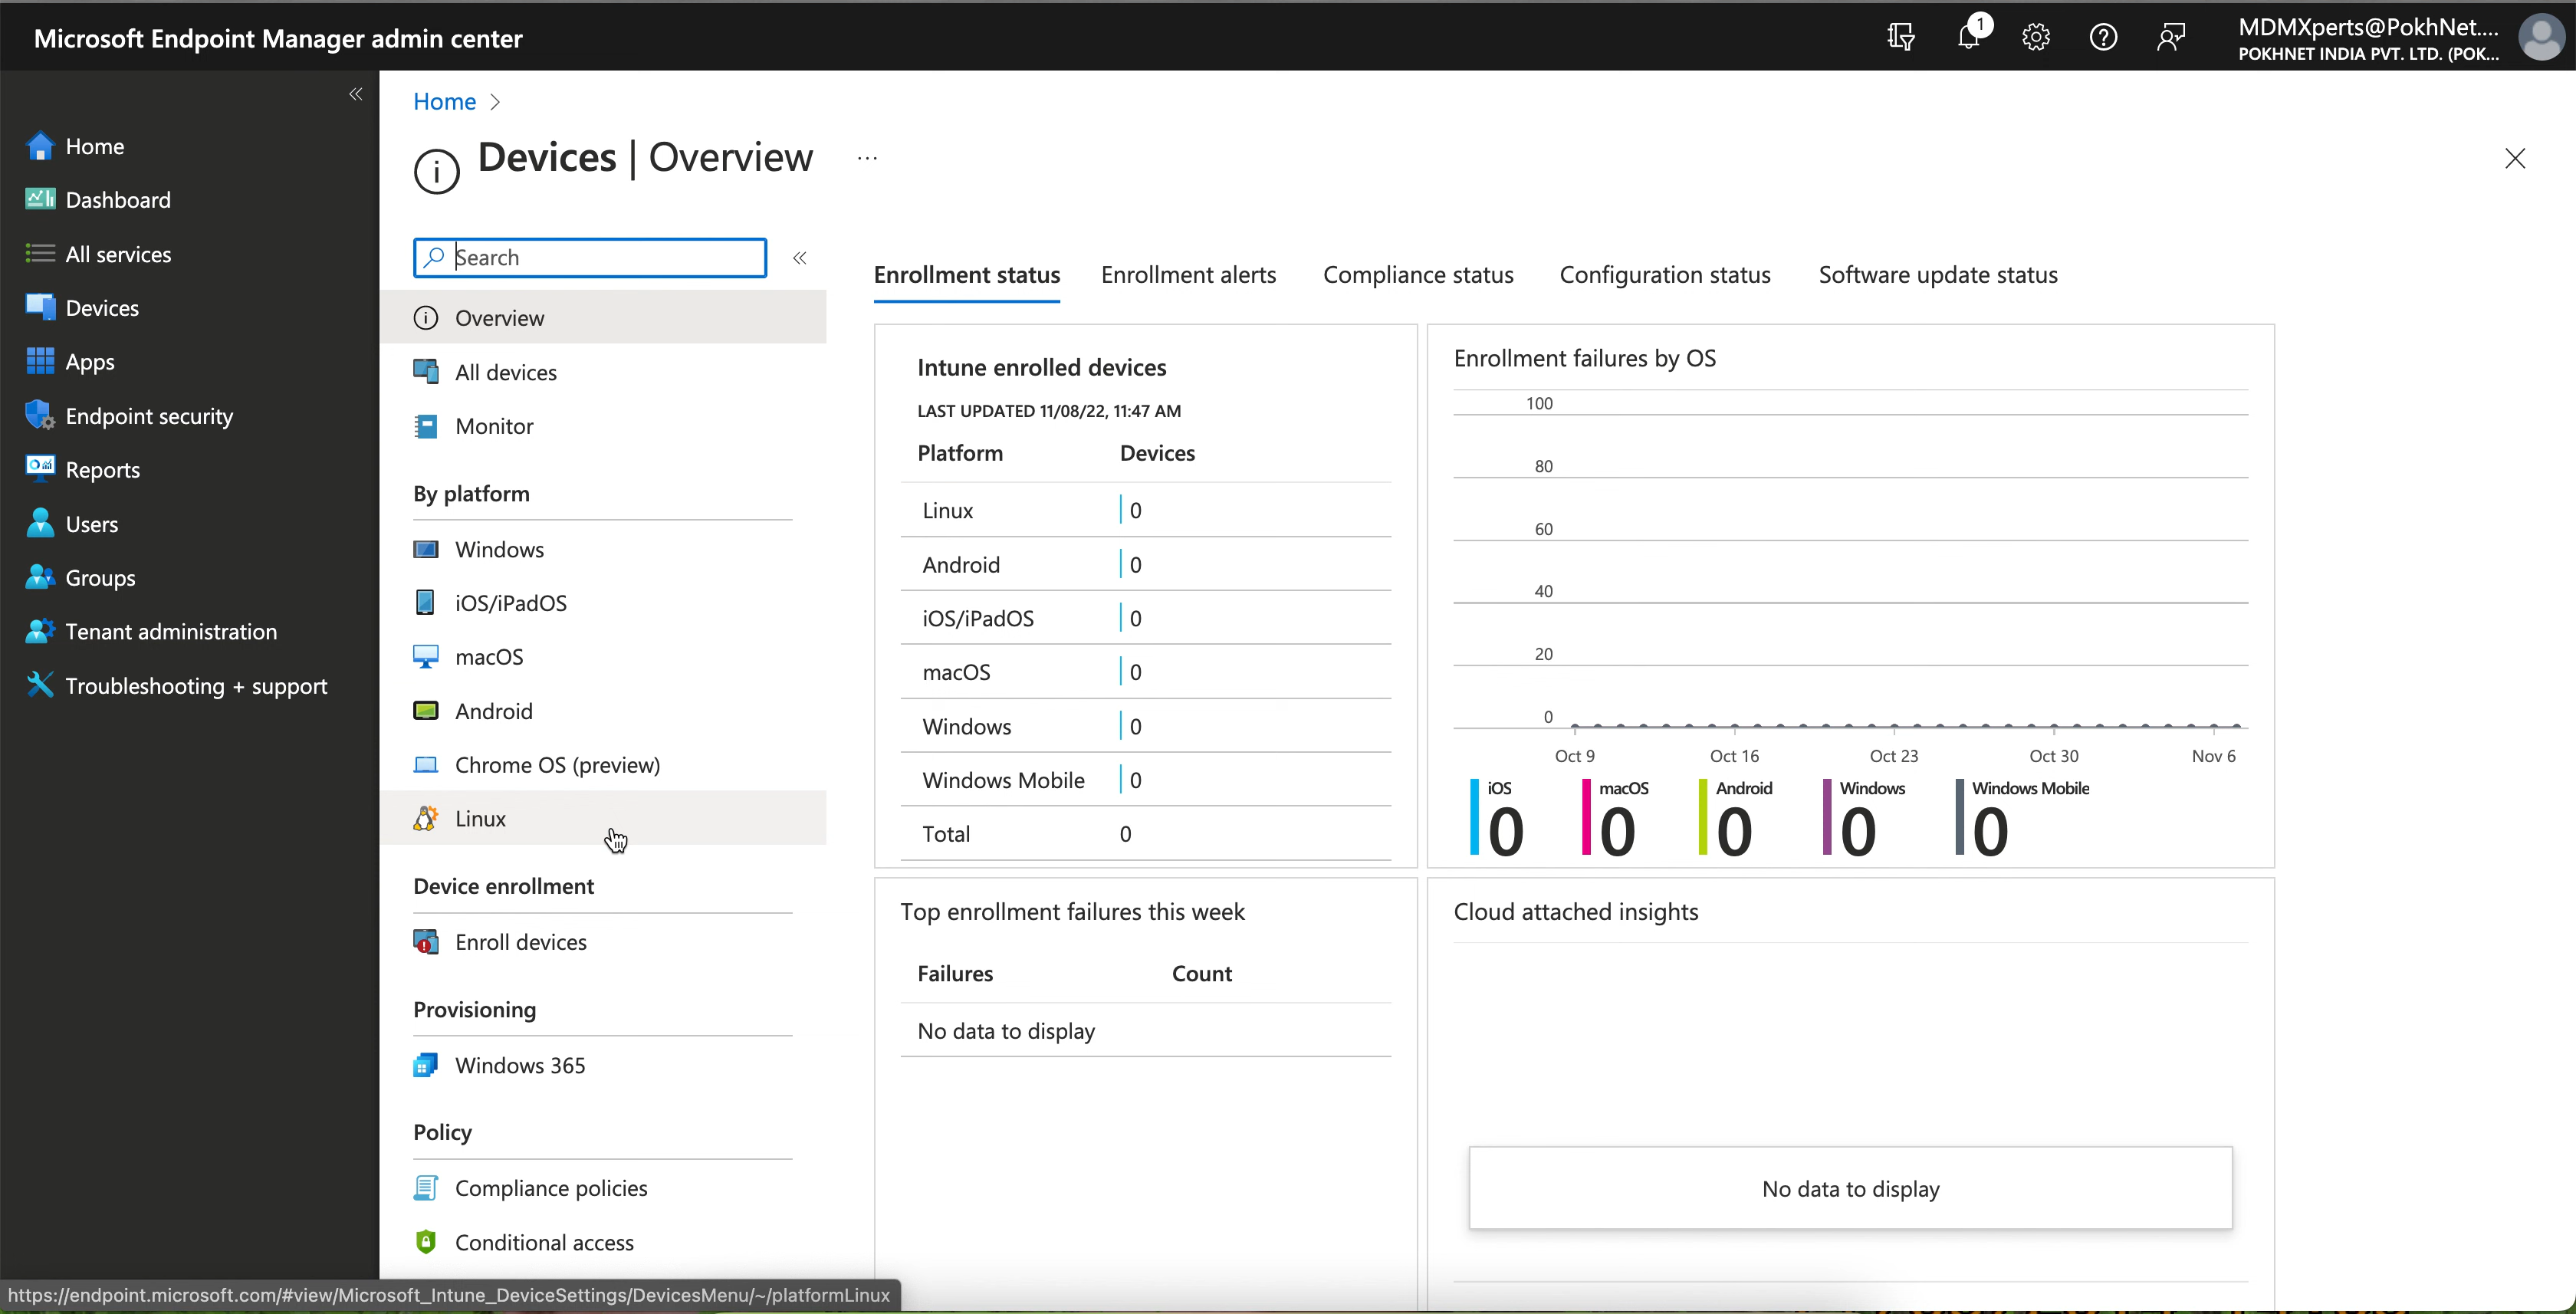 Microsoft Endpoint Manager admin center
1
MDMXperts@PokhNet....
POKHNET INDIA PVT. LTD. (POK...
«
Home
Dashboard
All services
Devices
Apps
Endpoint security
Reports
Users
Groups
Tenant administration
Troubleshooting + support
Home >
Devices | Overview ...
Search
«
Overview
All devices
Monitor
By platform
Windows
iOS/iPadOS
macOS
Android
Chrome OS (preview)
Linux
Device enrollment
Enroll devices
Provisioning
Windows 365
Policy
Compliance policies
Conditional access
Enrollment status Enrollment alerts Compliance status Configuration status Software update status
Intune enrolled devices
LAST UPDATED 11/08/22, 11:47 AM
Platform Devices
Linux 0
Android 0
iOS/iPadOS 0
macOS 0
Windows 0
Windows Mobile 0
Total 0
Enrollment failures by OS
100
80
60
40
20
0
Oct 9 Oct 16 Oct 23 Oct 30 Nov 6
iOS macOS Android Windows Windows Mobile
0 0 0 0 0
Top enrollment failures this week
Failures Count
No data to display
Cloud attached insights
No data to display
https://endpoint.microsoft.com/#view/Microsoft_Intune_DeviceSettings/DevicesMenu/~/platformLinux